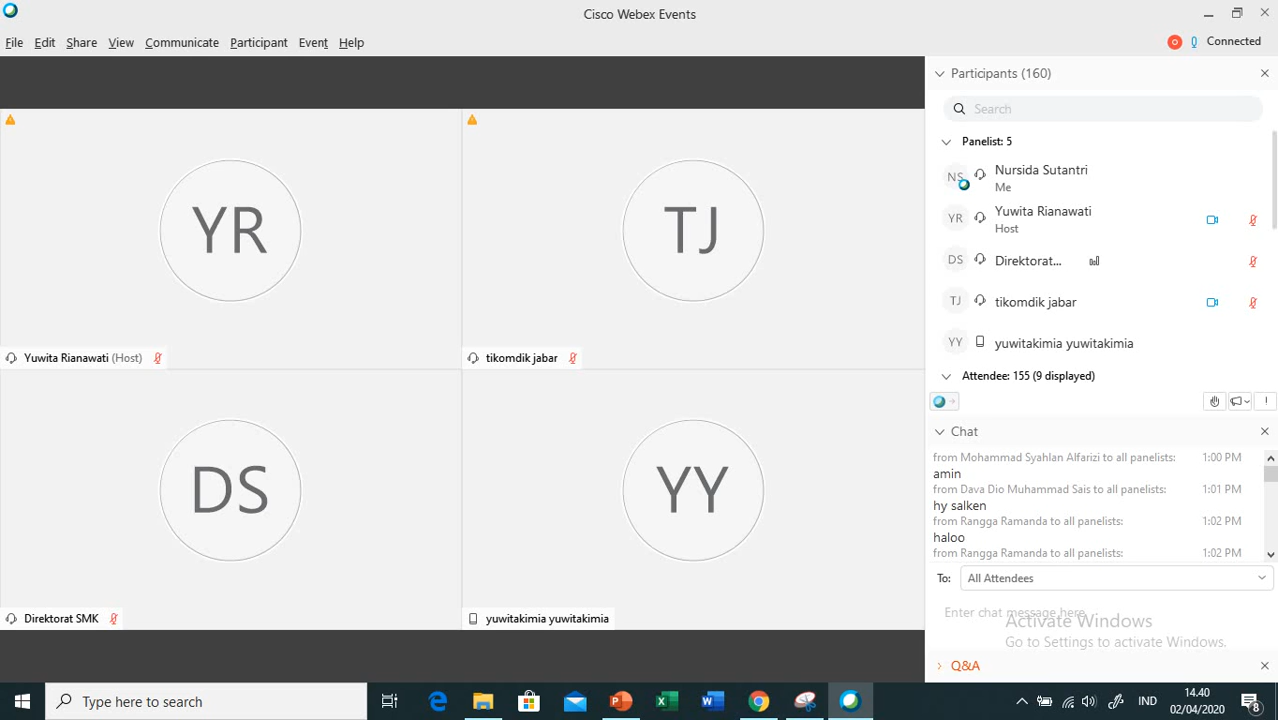 Cisco Webex Events
File Edit Share View Communicate Participant Event Help
Connected
YR
Yuwita Rianawati (Host)
TJ
tikomdik jabar
DS
Direktorat SMK
YY
yuwitakimia yuwitakimia
Participants (160)
Search
Panelist: 5
NS Nursida Sutantri
Me
YR Yuwita Rianawati
Host
DS Direktorat...
TJ tikomdik jabar
YY yuwitakimia yuwitakimia
Attendee: 155 (9 displayed)
Chat
from Mohammad Syahlan Alfarizi to all panelists: 1:00 PM
amin
from Dava Dio Muhammad Sais to all panelists: 1:01 PM
hy salken
from Rangga Ramanda to all panelists: 1:02 PM
haloo
from Rangga Ramanda to all panelists: 1:02 PM
To: All Attendees
Enter chat message here
Activate Windows
Go to Settings to activate Windows.
Q&A
Type here to search
IND
14.40
02/04/2020
8